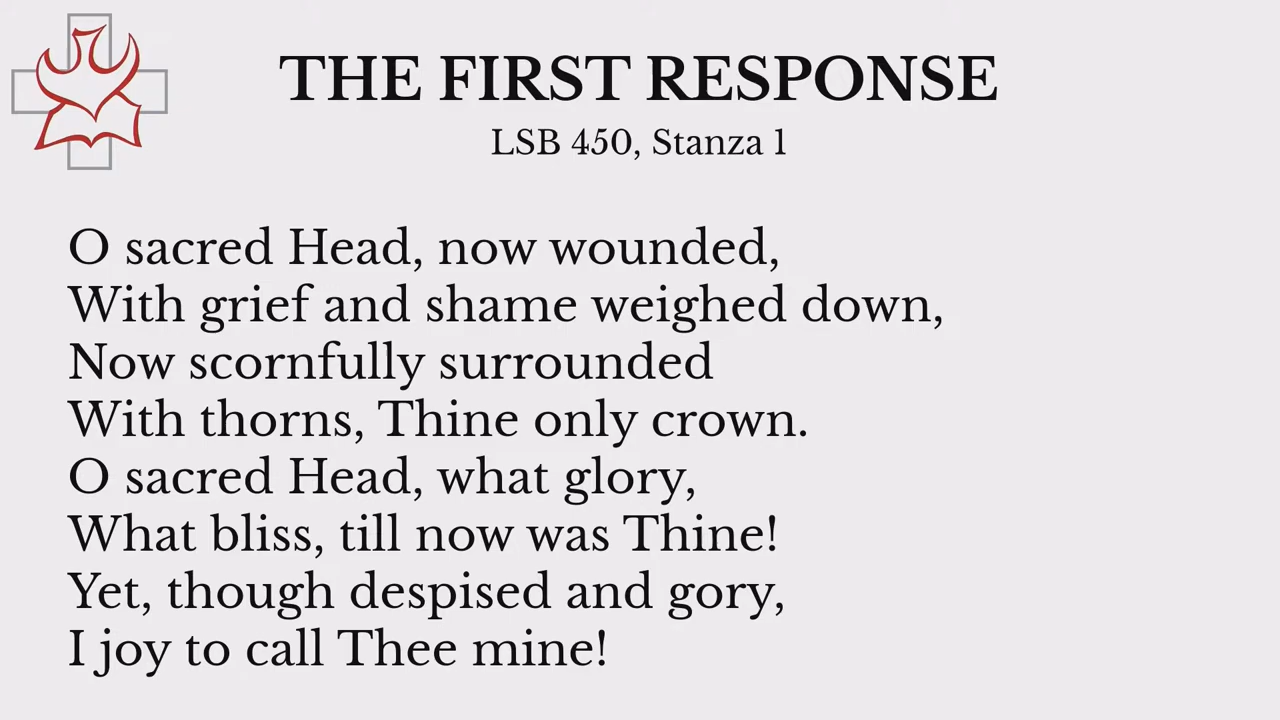 THE FIRST RESPONSE
LSB 450, Stanza 1
O sacred Head, now wounded,
With grief and shame weighed down,
Now scornfully surrounded
With thorns, Thine only crown.
O sacred Head, what glory,
What bliss, till now was Thine!
Yet, though despised and gory,
I joy to call Thee mine!